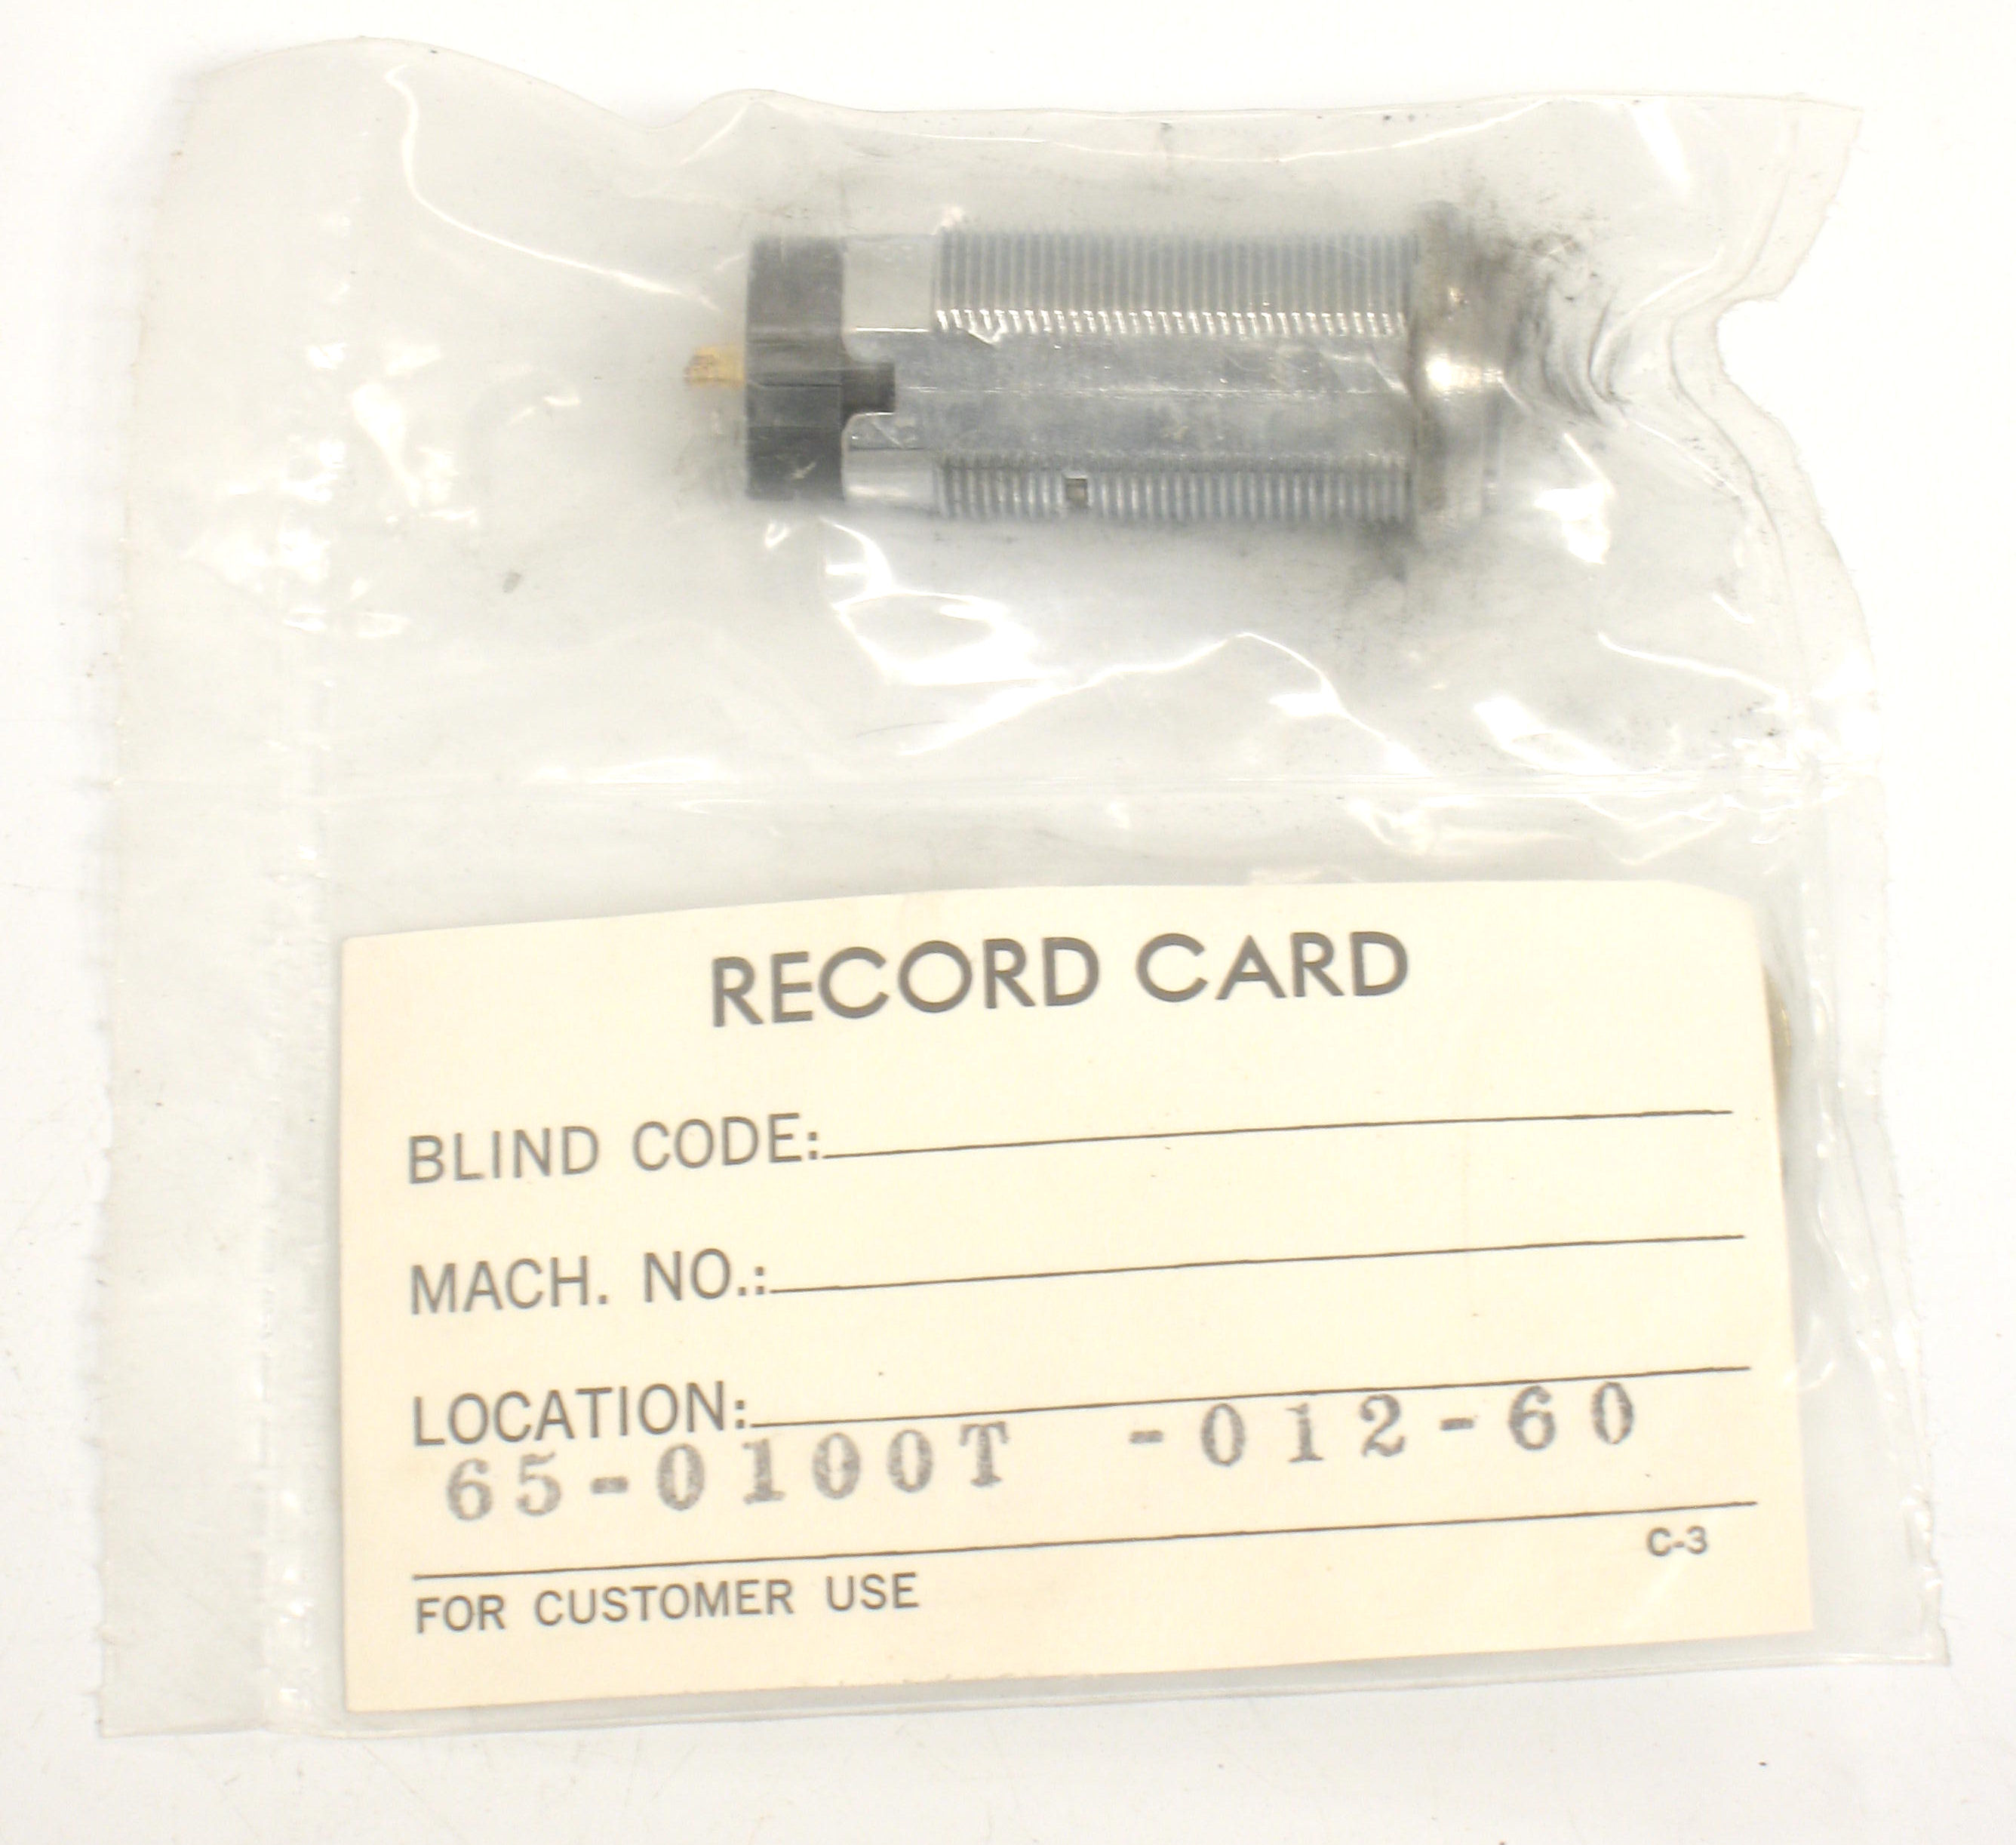 RECORD CARD
BLIND CODE:
MACH. NO.:
LOCATION:
65-0100T -012-60
C-3
FOR CUSTOMER USE